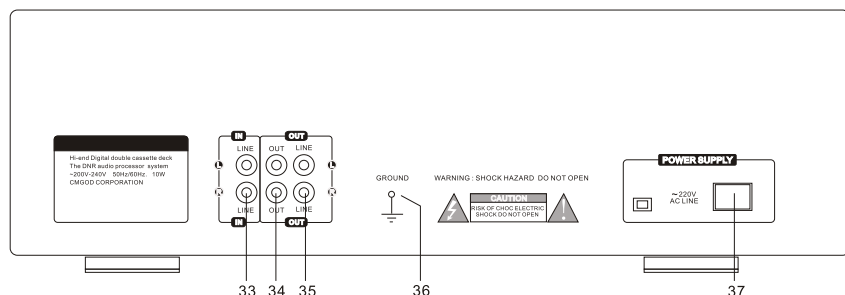 Hi-end Digital double cassette deck
The DNR audio processor system
~200V-240V 50Hz/60Hz. 10W
CMGOD CORPORATION
IN OUT
LINE OUT LINE
L L
R R
LINE OUT LINE
IN OUT
GROUND
WARNING : SHOCK HAZARD DO NOT OPEN
CAUTION
RISK OF CHOC ELECTRIC
SHOCK DO NOT OPEN
POWER SUPPLY
~220V
AC LINE
33 34 35 36 37